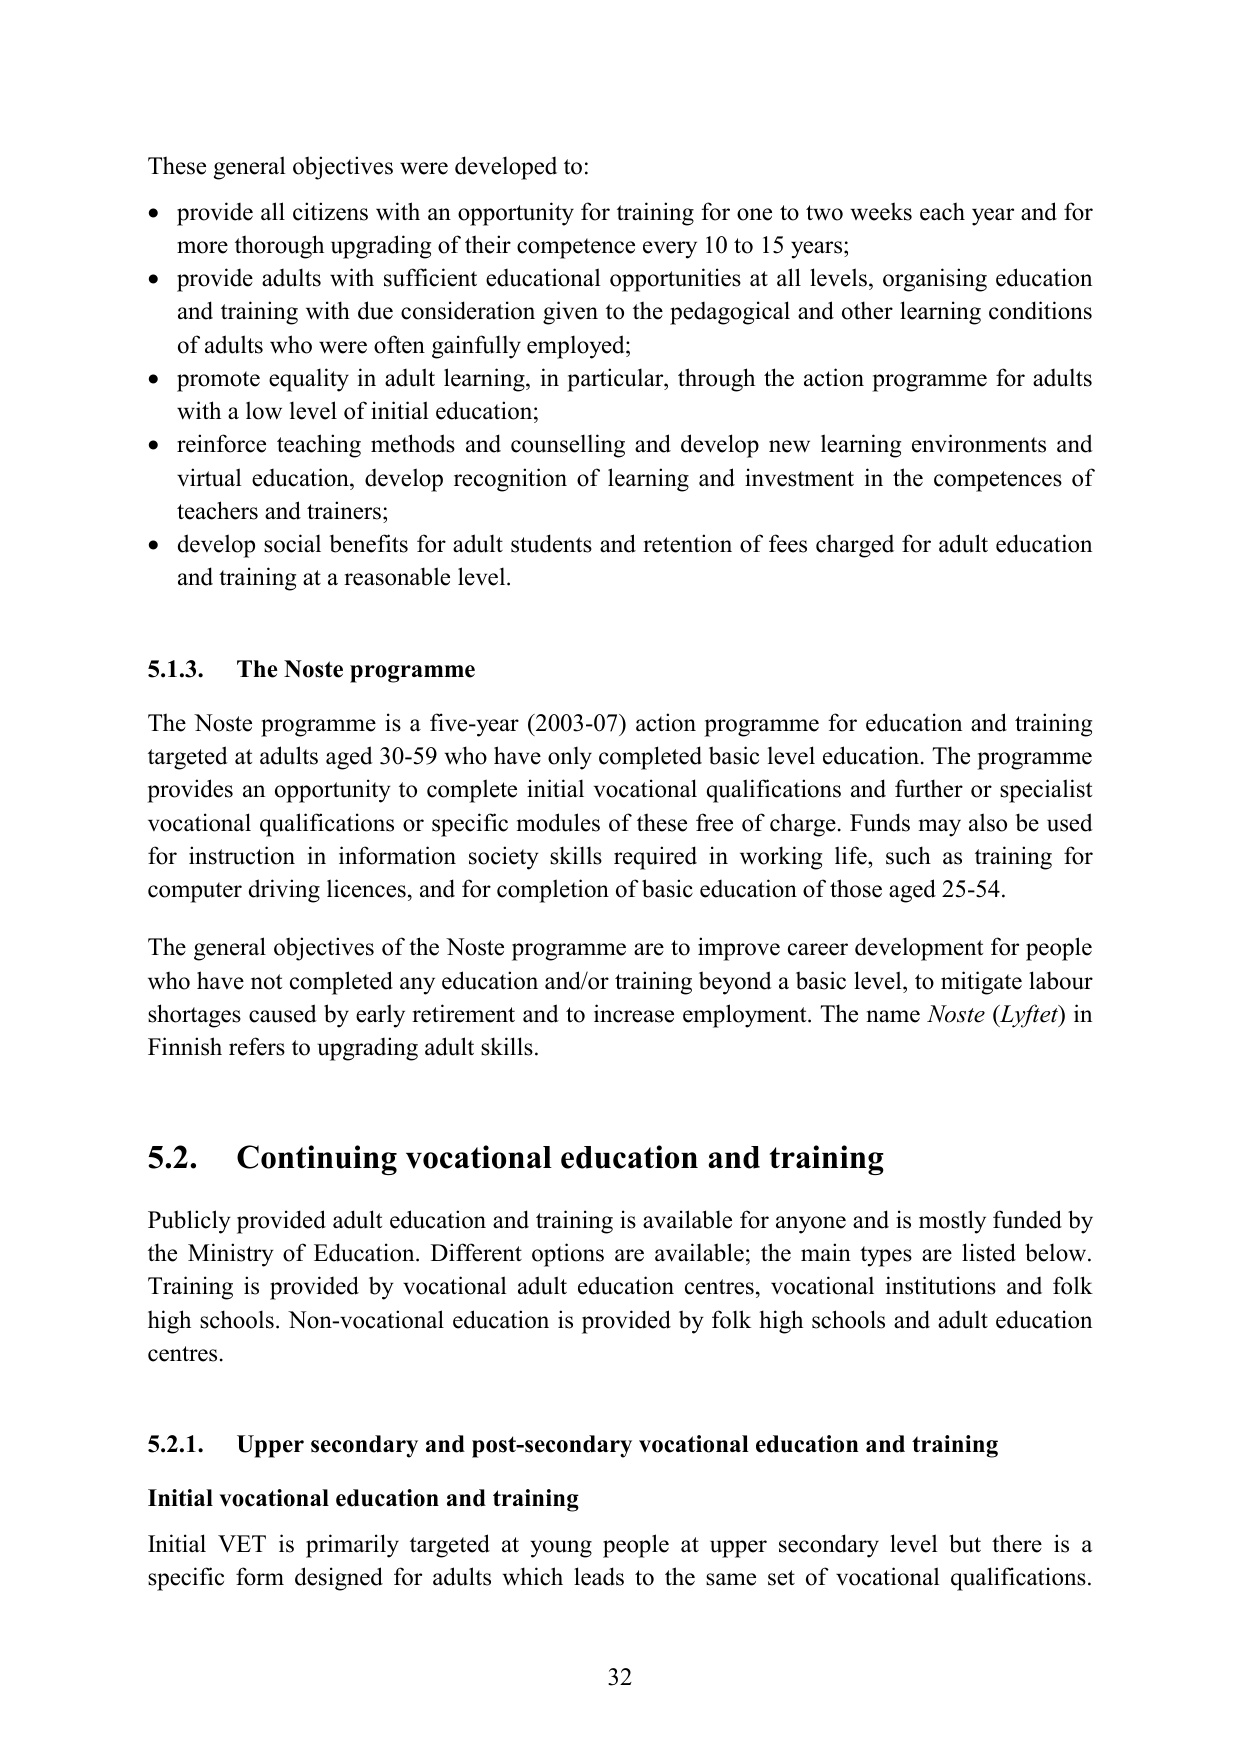 These general objectives were developed to:
• provide all citizens with an opportunity for training for one to two weeks each year and for
more thorough upgrading of their competence every 10 to 15 years;
• provide adults with sufficient educational opportunities at all levels, organising education
and training with due consideration given to the pedagogical and other learning conditions
of adults who were often gainfully employed;
• promote equality in adult learning, in particular, through the action programme for adults
with a low level of initial education;
• reinforce teaching methods and counselling and develop new learning environments and
virtual education, develop recognition of learning and investment in the competences of
teachers and trainers;
• develop social benefits for adult students and retention of fees charged for adult education
and training at a reasonable level.
5.1.3. The Noste programme
The Noste programme is a five-year (2003-07) action programme for education and training
targeted at adults aged 30-59 who have only completed basic level education. The programme
provides an opportunity to complete initial vocational qualifications and further or specialist
vocational qualifications or specific modules of these free of charge. Funds may also be used
for instruction in information society skills required in working life, such as training for
computer driving licences, and for completion of basic education of those aged 25-54.
The general objectives of the Noste programme are to improve career development for people
who have not completed any education and/or training beyond a basic level, to mitigate labour
shortages caused by early retirement and to increase employment. The name Noste (Lyftet) in
Finnish refers to upgrading adult skills.
5.2. Continuing vocational education and training
Publicly provided adult education and training is available for anyone and is mostly funded by
the Ministry of Education. Different options are available; the main types are listed below.
Training is provided by vocational adult education centres, vocational institutions and folk
high schools. Non-vocational education is provided by folk high schools and adult education
centres.
5.2.1. Upper secondary and post-secondary vocational education and training
Initial vocational education and training
Initial VET is primarily targeted at young people at upper secondary level but there is a
specific form designed for adults which leads to the same set of vocational qualifications.
32